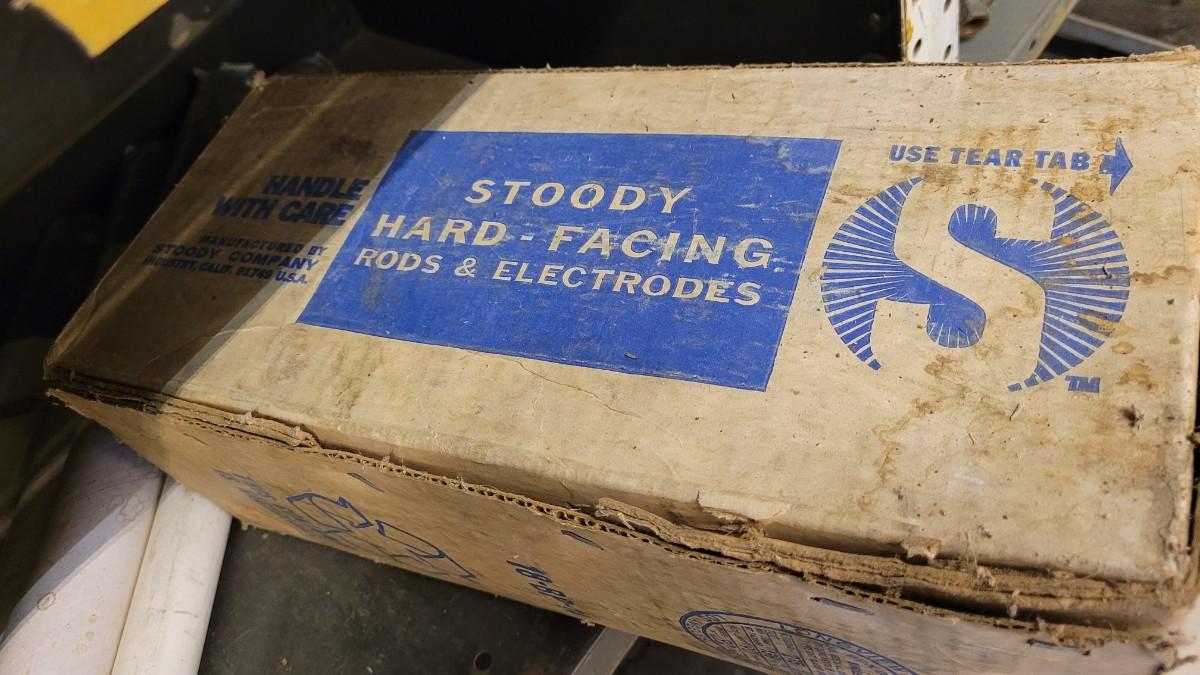 HANDLE
WITH CARE
MANUFACTURED BY
STOODY COMPANY
INDUSTRY, CALIF. 91749 U.S.A.
STOODY
HARD-FACING
RODS & ELECTRODES
USE TEAR TAB
S
TM